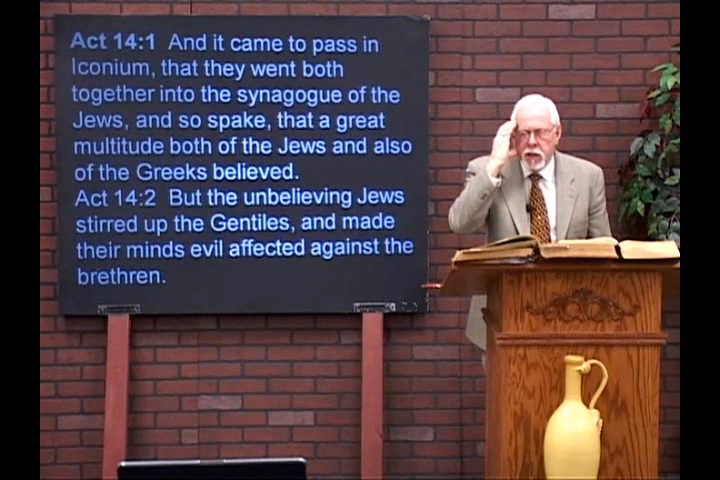 Act 14:1 And it came to pass in
Iconium, that they went both
together into the synagogue of the
Jews, and so spake, that a great
multitude both of the Jews and also
of the Greeks believed.
Act 14:2 But the unbelieving Jews
stirred up the Gentiles, and made
their minds evil affected against the
brethren.